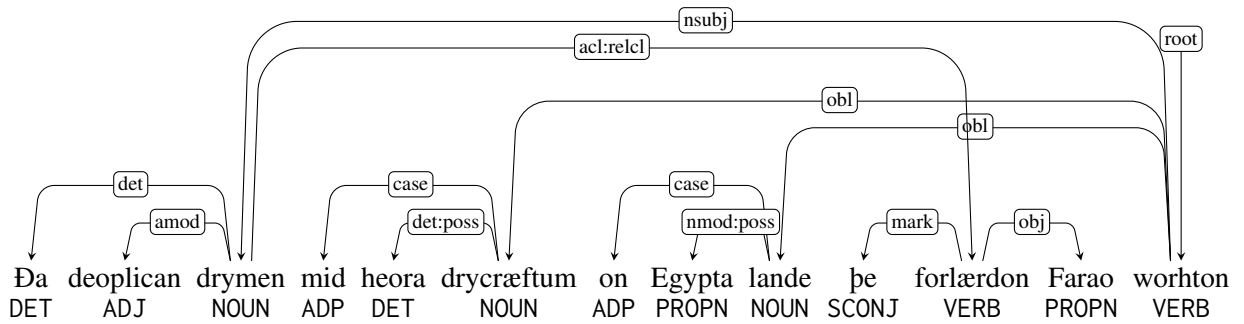 nsubj
root
acl:relcl
obl
obl
det case case
amod det:poss nmod:poss mark obj
Ða deoplican drymen mid heora drycræftum on Egypta lande þe forlærdon Farao worhton
DET ADJ NOUN ADP DET NOUN ADP PROPN NOUN SCONJ VERB PROPN VERB